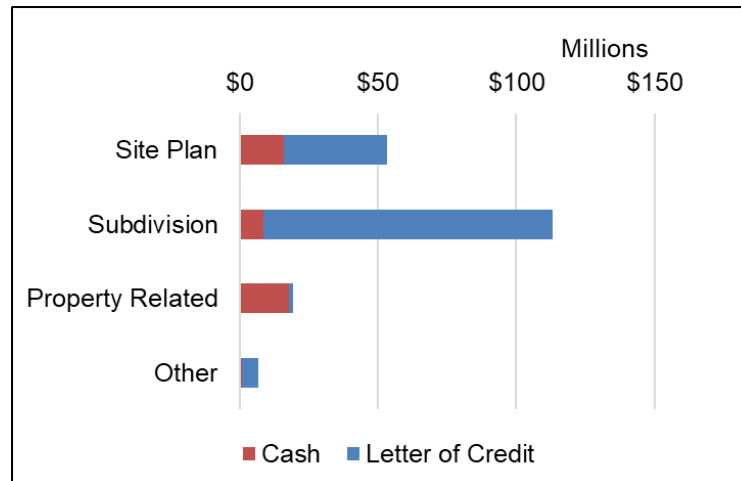 Millions
$0 $50 $100 $150
Site Plan
Subdivision
Property Related
Other
Cash Letter of Credit